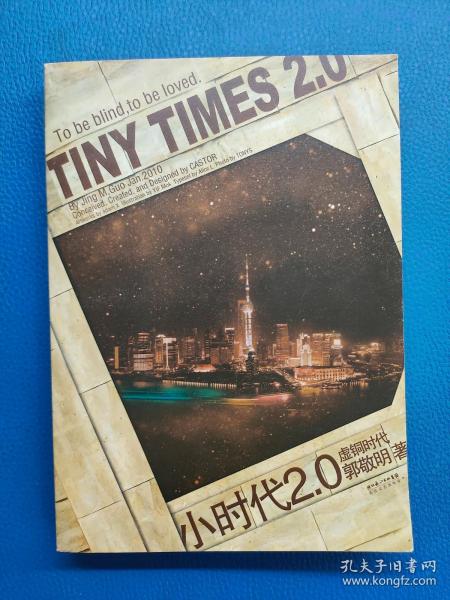 To be blind,to be loved.
TINY TIMES 2.0
By Jing M.Guo Jan.2010
Conceived, Created, and Designed by CASTOR
小时代2.0
虚铜时代
郭敬明 著
孔夫子旧书网
www.kongfz.com